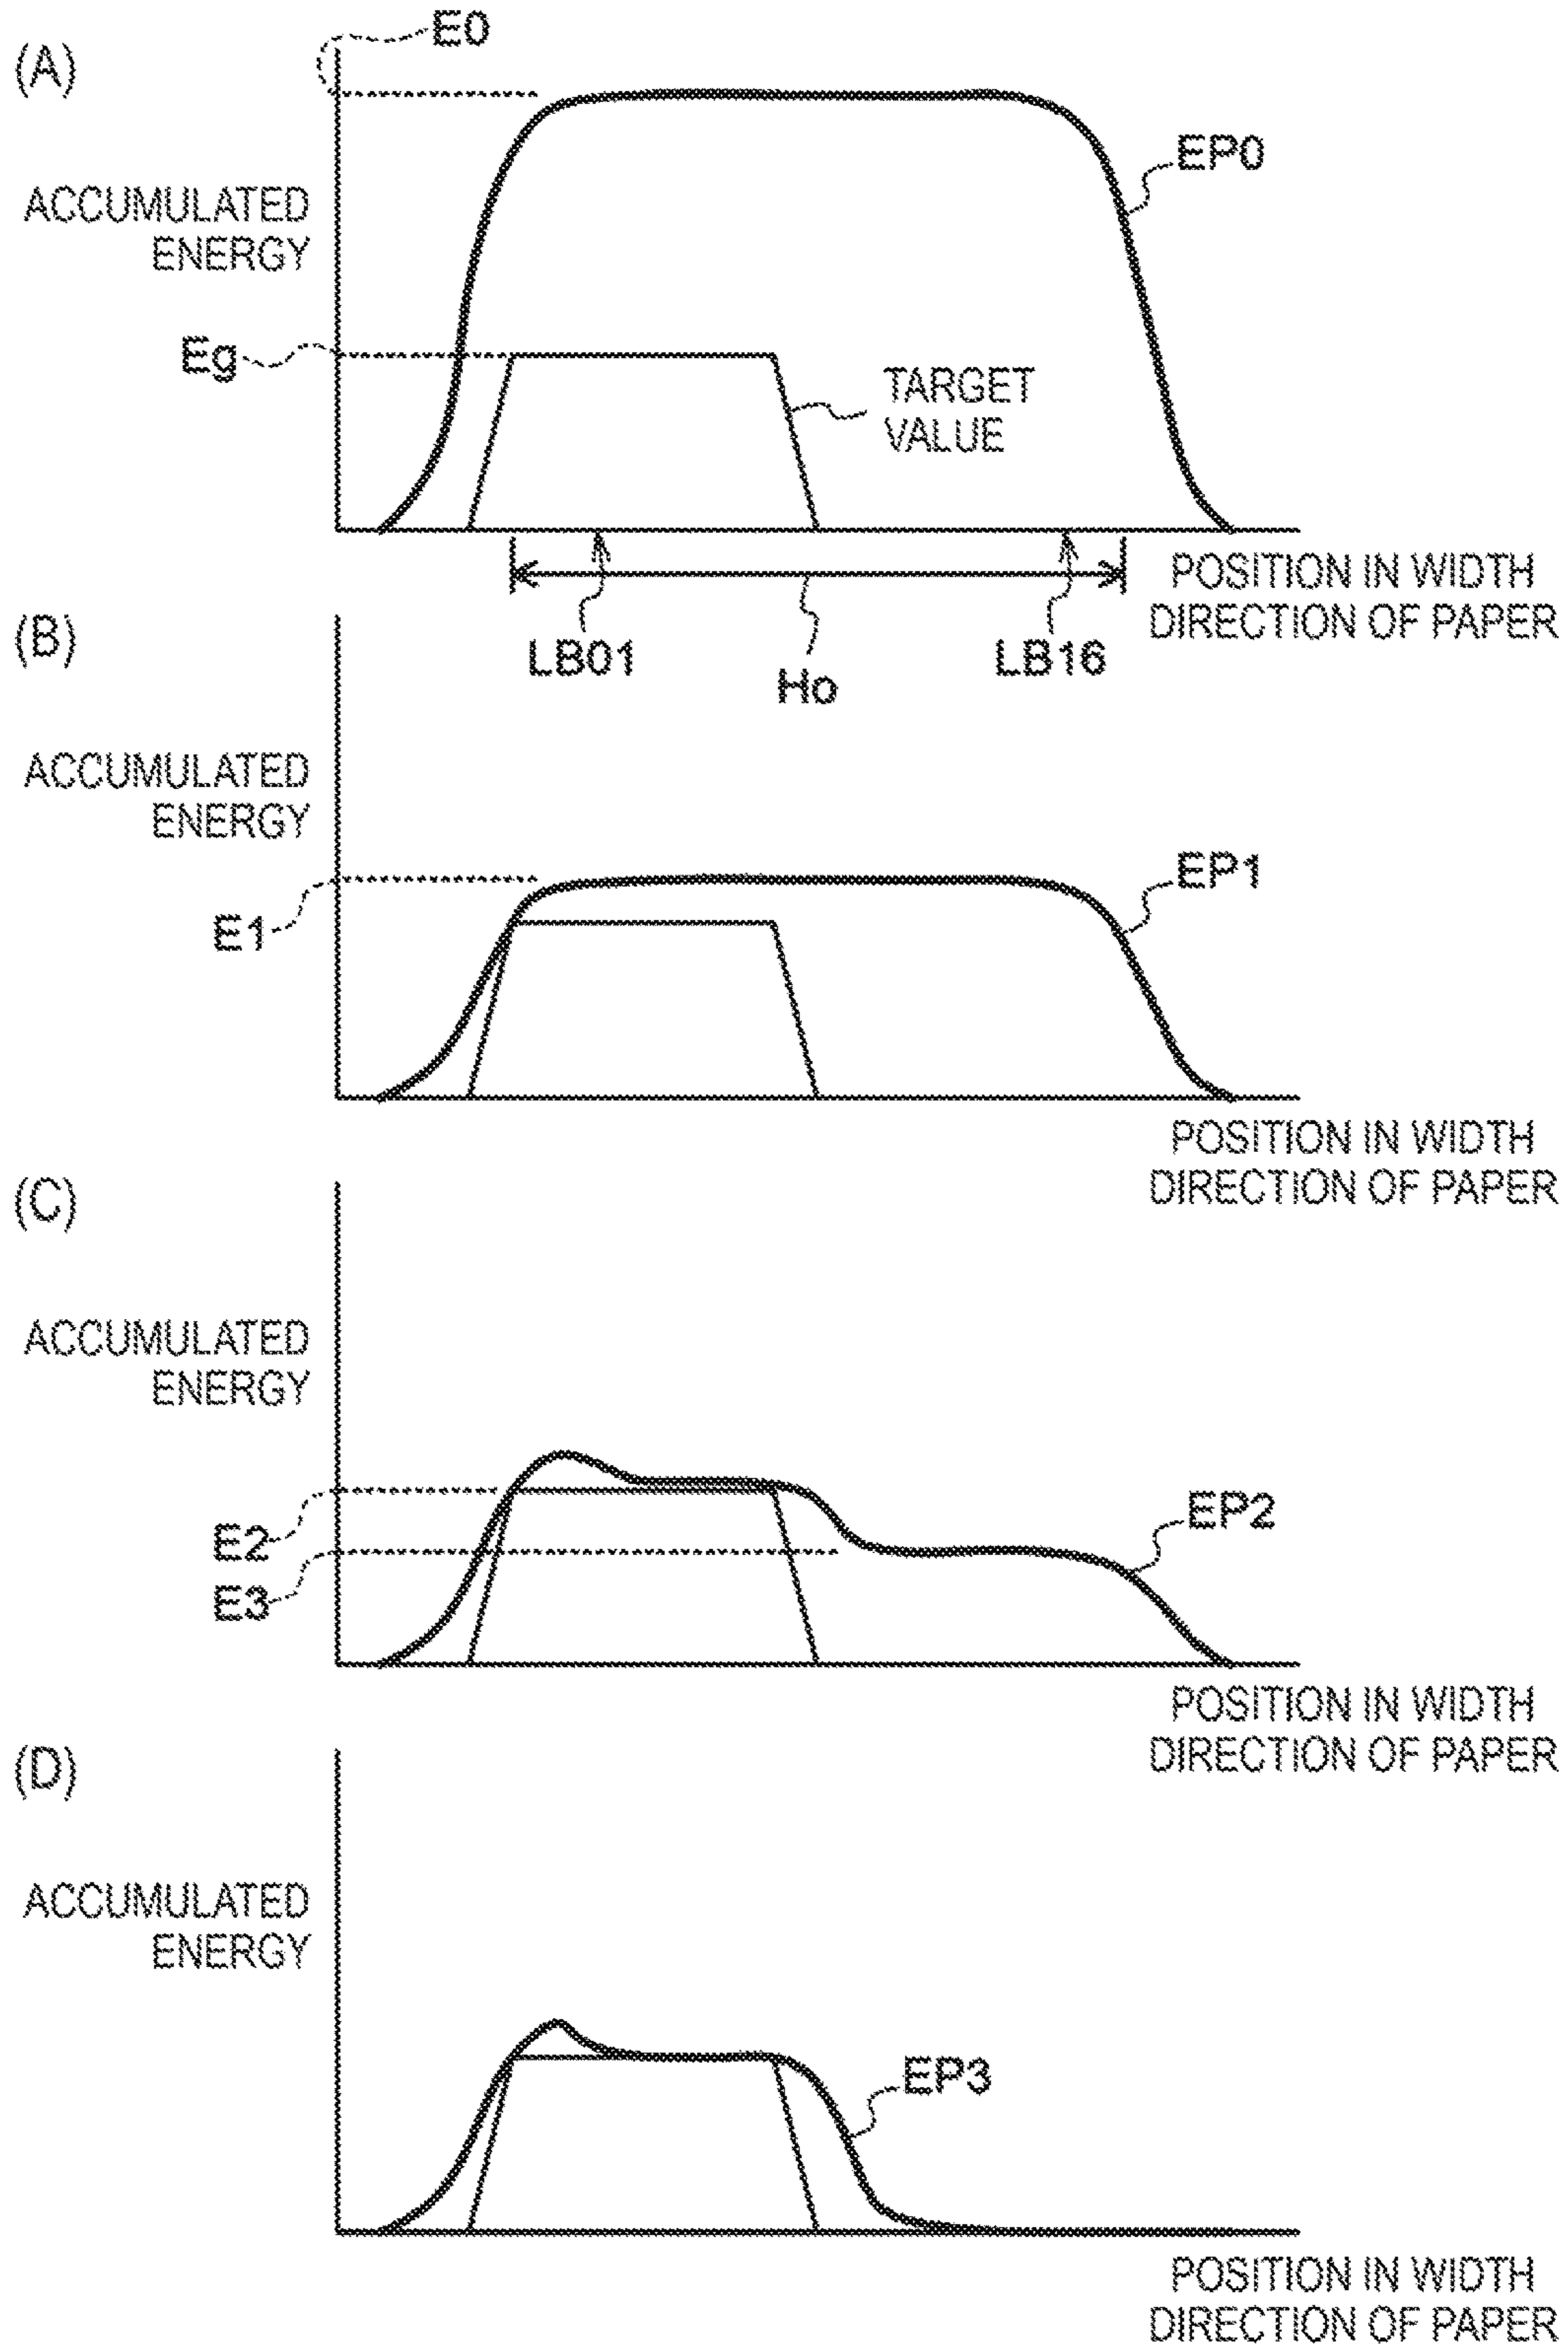 (A)
E0
EP0
ACCUMULATED
ENERGY
Eg
TARGET
VALUE
POSITION IN WIDTH
DIRECTION OF PAPER
LB01
Ho
LB16
(B)
ACCUMULATED
ENERGY
EP1
E1
POSITION IN WIDTH
DIRECTION OF PAPER
(C)
ACCUMULATED
ENERGY
E2
EP2
E3
POSITION IN WIDTH
DIRECTION OF PAPER
(D)
ACCUMULATED
ENERGY
EP3
POSITION IN WIDTH
DIRECTION OF PAPER